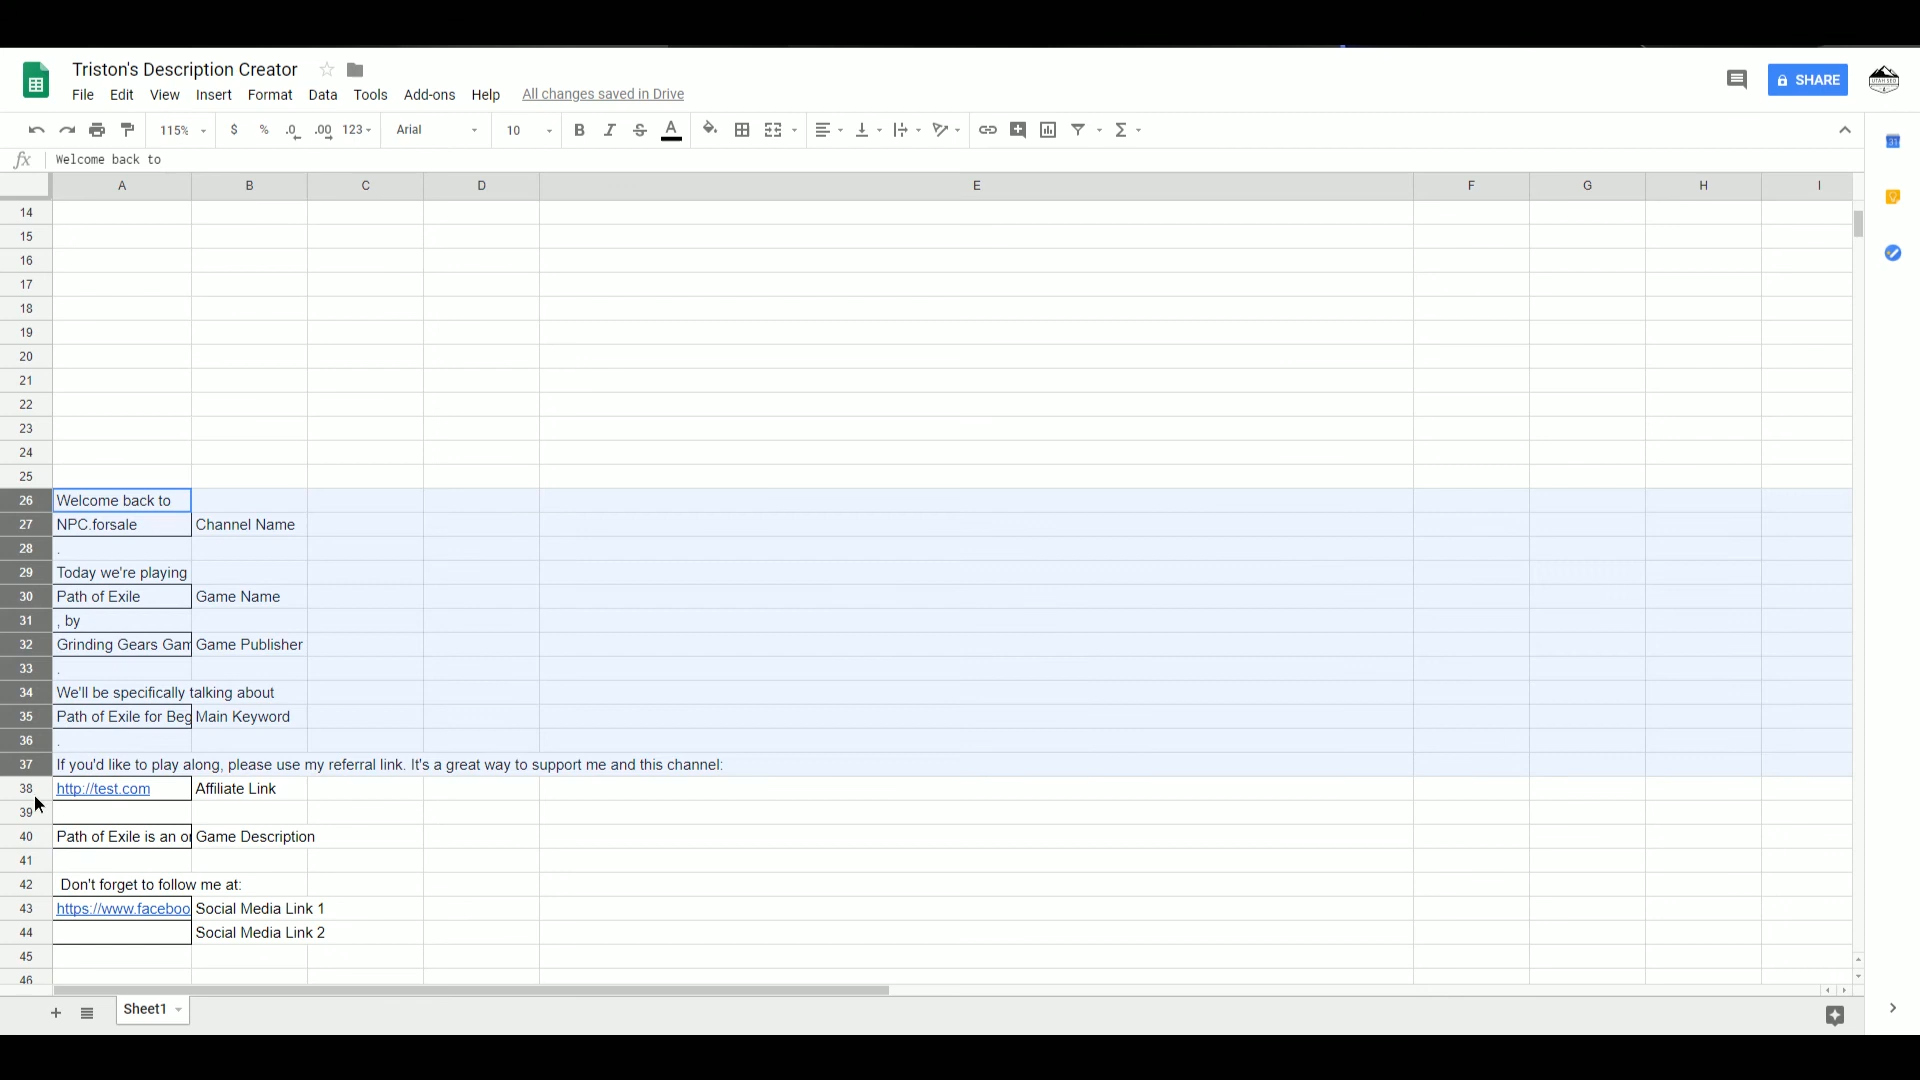 Triston's Description Creator
File Edit View Insert Format Data Tools Add-ons Help All changes saved in Drive
SHARE
115% $ % .0 .00 123 Arial 10 B I S A
31
fx Welcome back to
A B C D E F G H I
14
15
16
17
18
19
20
21
22
23
24
25
26 Welcome back to
27 NPC.forsale Channel Name
28 .
29 Today we're playing
30 Path of Exile Game Name
31 , by
32 Grinding Gears Gam Game Publisher
33 .
34 We'll be specifically talking about
35 Path of Exile for Beg Main Keyword
36 .
37 If you'd like to play along, please use my referral link. It's a great way to support me and this channel:
38 http://test.com Affiliate Link
39
40 Path of Exile is an or Game Description
41
42 Don't forget to follow me at:
43 https://www.faceboo Social Media Link 1
44 Social Media Link 2
45
46
Sheet1